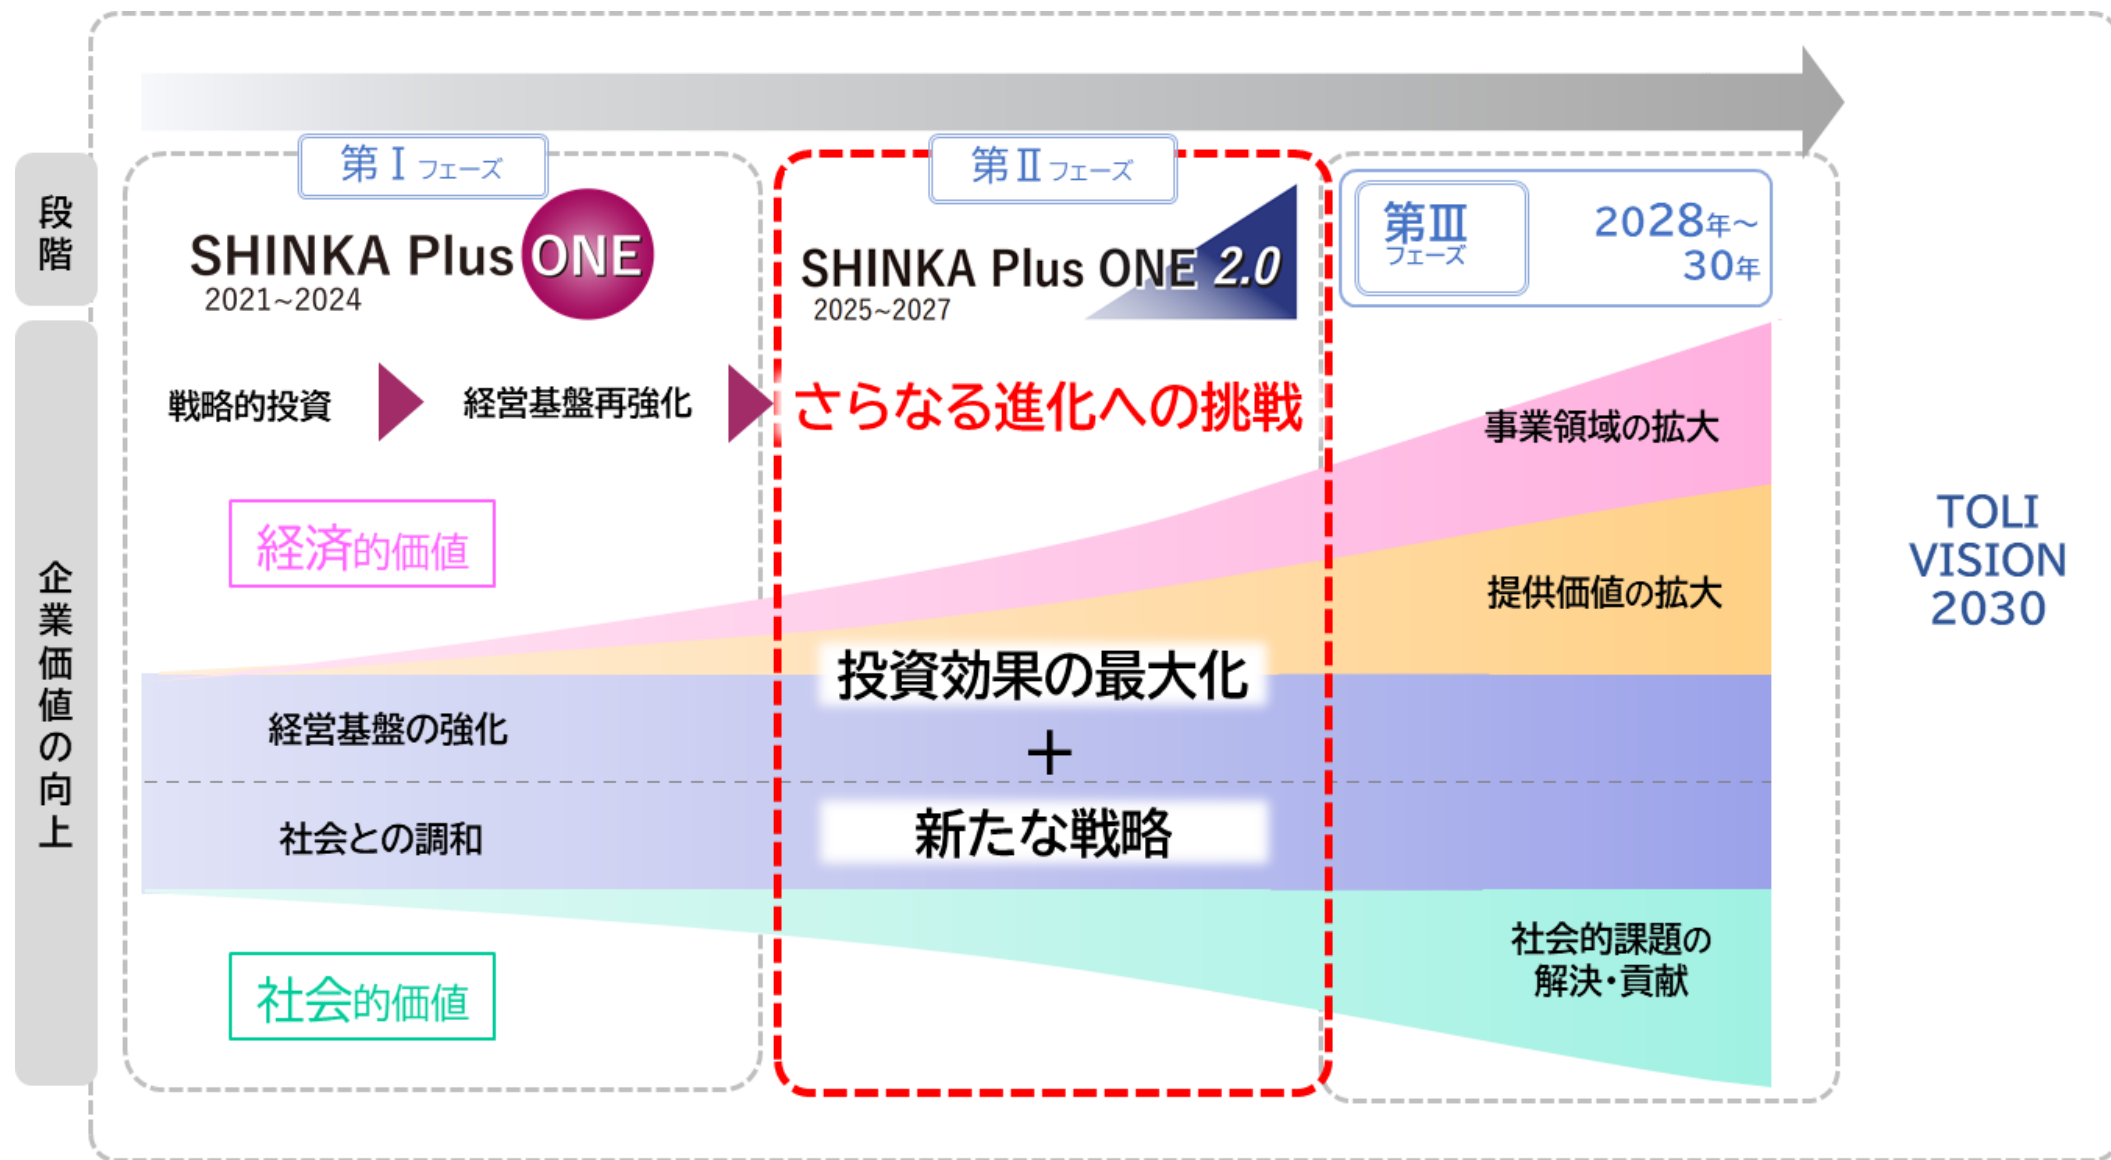 段階
第Ⅰフェーズ
SHINKA Plus ONE
2021~2024
第Ⅱフェーズ
SHINKA Plus ONE 2.0
2025~2027
第Ⅲ
フェーズ
2028年～
30年
戦略的投資
経営基盤再強化
さらなる進化への挑戦
企業価値の向上
経済的価値
事業領域の拡大
提供価値の拡大
投資効果の最大化
＋
新たな戦略
経営基盤の強化
社会との調和
社会的価値
社会的課題の
解決・貢献
TOLI
VISION
2030